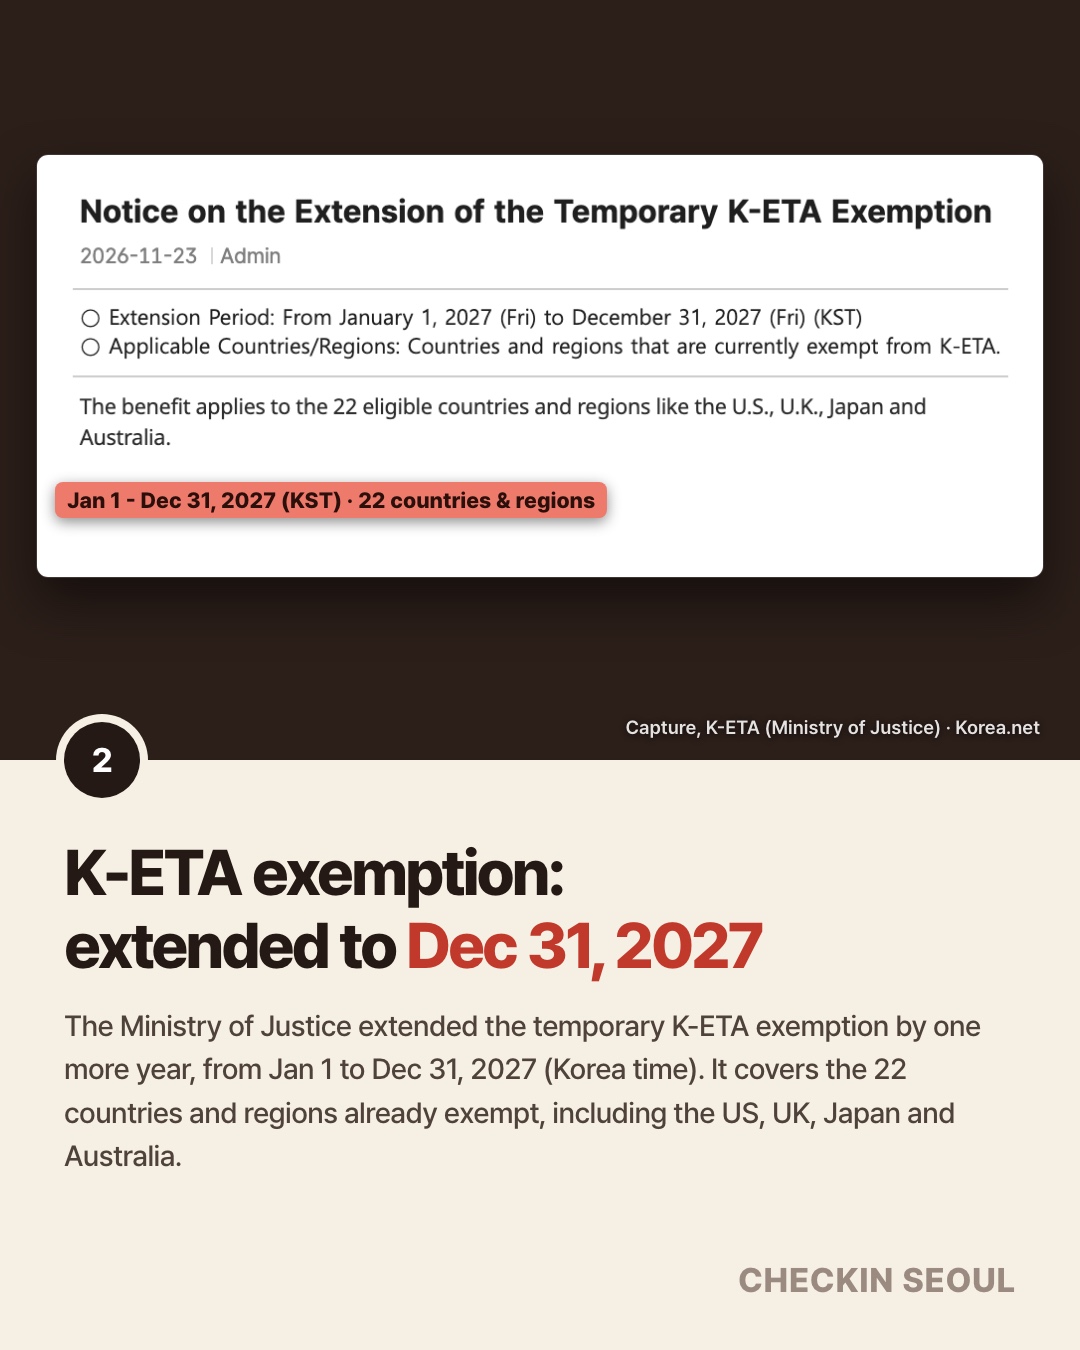 Notice on the Extension of the Temporary K-ETA Exemption
2026-11-23 | Admin
○ Extension Period: From January 1, 2027 (Fri) to December 31, 2027 (Fri) (KST)
○ Applicable Countries/Regions: Countries and regions that are currently exempt from K-ETA.
The benefit applies to the 22 eligible countries and regions like the U.S., U.K., Japan and
Australia.
Jan 1 - Dec 31, 2027 (KST) · 22 countries & regions
Capture, K-ETA (Ministry of Justice) · Korea.net
2
K-ETA exemption:
extended to Dec 31, 2027
The Ministry of Justice extended the temporary K-ETA exemption by one
more year, from Jan 1 to Dec 31, 2027 (Korea time). It covers the 22
countries and regions already exempt, including the US, UK, Japan and
Australia.
CHECKIN SEOUL